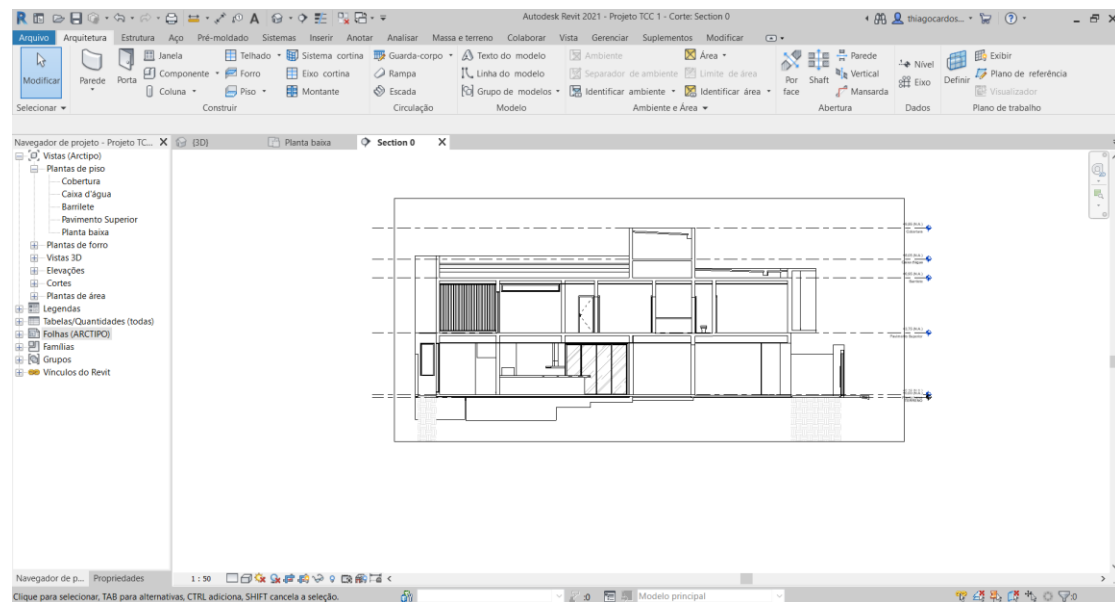 Autodesk Revit 2021 - Projeto TCC 1 - Corte: Section 0
thiagocardos...
Arquivo Arquitetura Estrutura Aço Pré-moldado Sistemas Inserir Anotar Analisar Massa e terreno Colaborar Vista Gerenciar Suplementos Modificar
Modificar
Selecionar
Parede
Porta
Janela
Componente
Coluna
Telhado
Forro
Piso
Sistema cortina
Eixo cortina
Montante
Construir
Guarda-corpo
Rampa
Escada
Circulação
Texto do modelo
Linha do modelo
Grupo de modelos
Modelo
Ambiente
Separador de ambiente
Identificar ambiente
Área
Limite de área
Identificar área
Ambiente e Área
Por face
Shaft
Parede
Vertical
Mansarda
Abertura
Nível
Eixo
Dados
Definir
Exibir
Plano de referência
Visualizador
Plano de trabalho
Navegador de projeto - Projeto TC... X
{3D}
Planta baixa
Section 0 X
Vistas (Arctipo)
Plantas de piso
Cobertura
Caixa d'água
Barrilete
Pavimento Superior
Planta baixa
Plantas de forro
Vistas 3D
Elevações
Cortes
Plantas de área
Legendas
Tabelas/Quantidades (todas)
Folhas (ARCTIPO)
Famílias
Grupos
Vínculos do Revit
Navegador de p... Propriedades
1 : 50
Clique para selecionar, TAB para alternativas, CTRL adiciona, SHIFT cancela a seleção.
:0
Modelo principal
:0